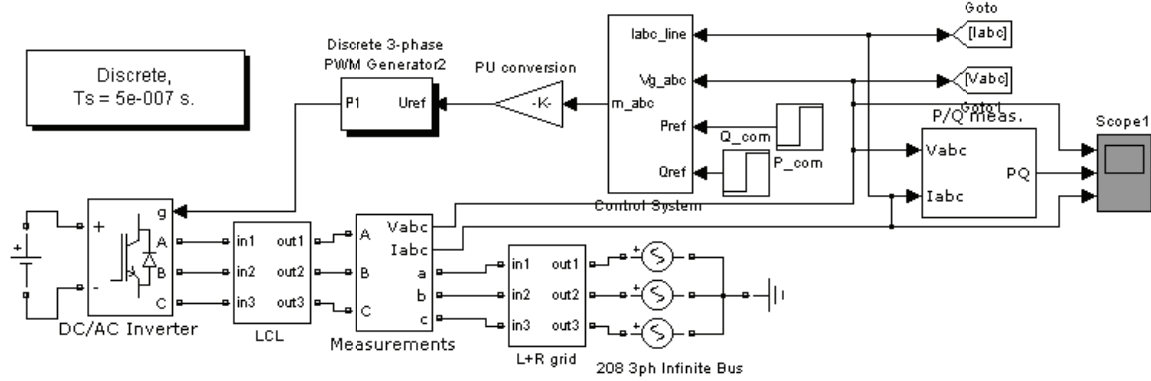 Discrete,
Ts = 5e-007 s.
Discrete 3-phase
PWM Generator2
P1
Uref
PU conversion
-K-
Iabc_line
Vg_abc
m_abc
Pref
Qref
Control System
Q_com
P_com
Goto
[Iabc]
[Vabc]
Goto1
P/Q meas.
Vabc
Iabc
PQ
Scope1
+
+
-
g
A
B
C
DC/AC Inverter
in1
in2
in3
out1
out2
out3
LCL
A
B
C
Vabc
Iabc
a
b
c
Measurements
in1
in2
in3
out1
out2
out3
L+R grid
+
+
+
208 3ph Infinite Bus